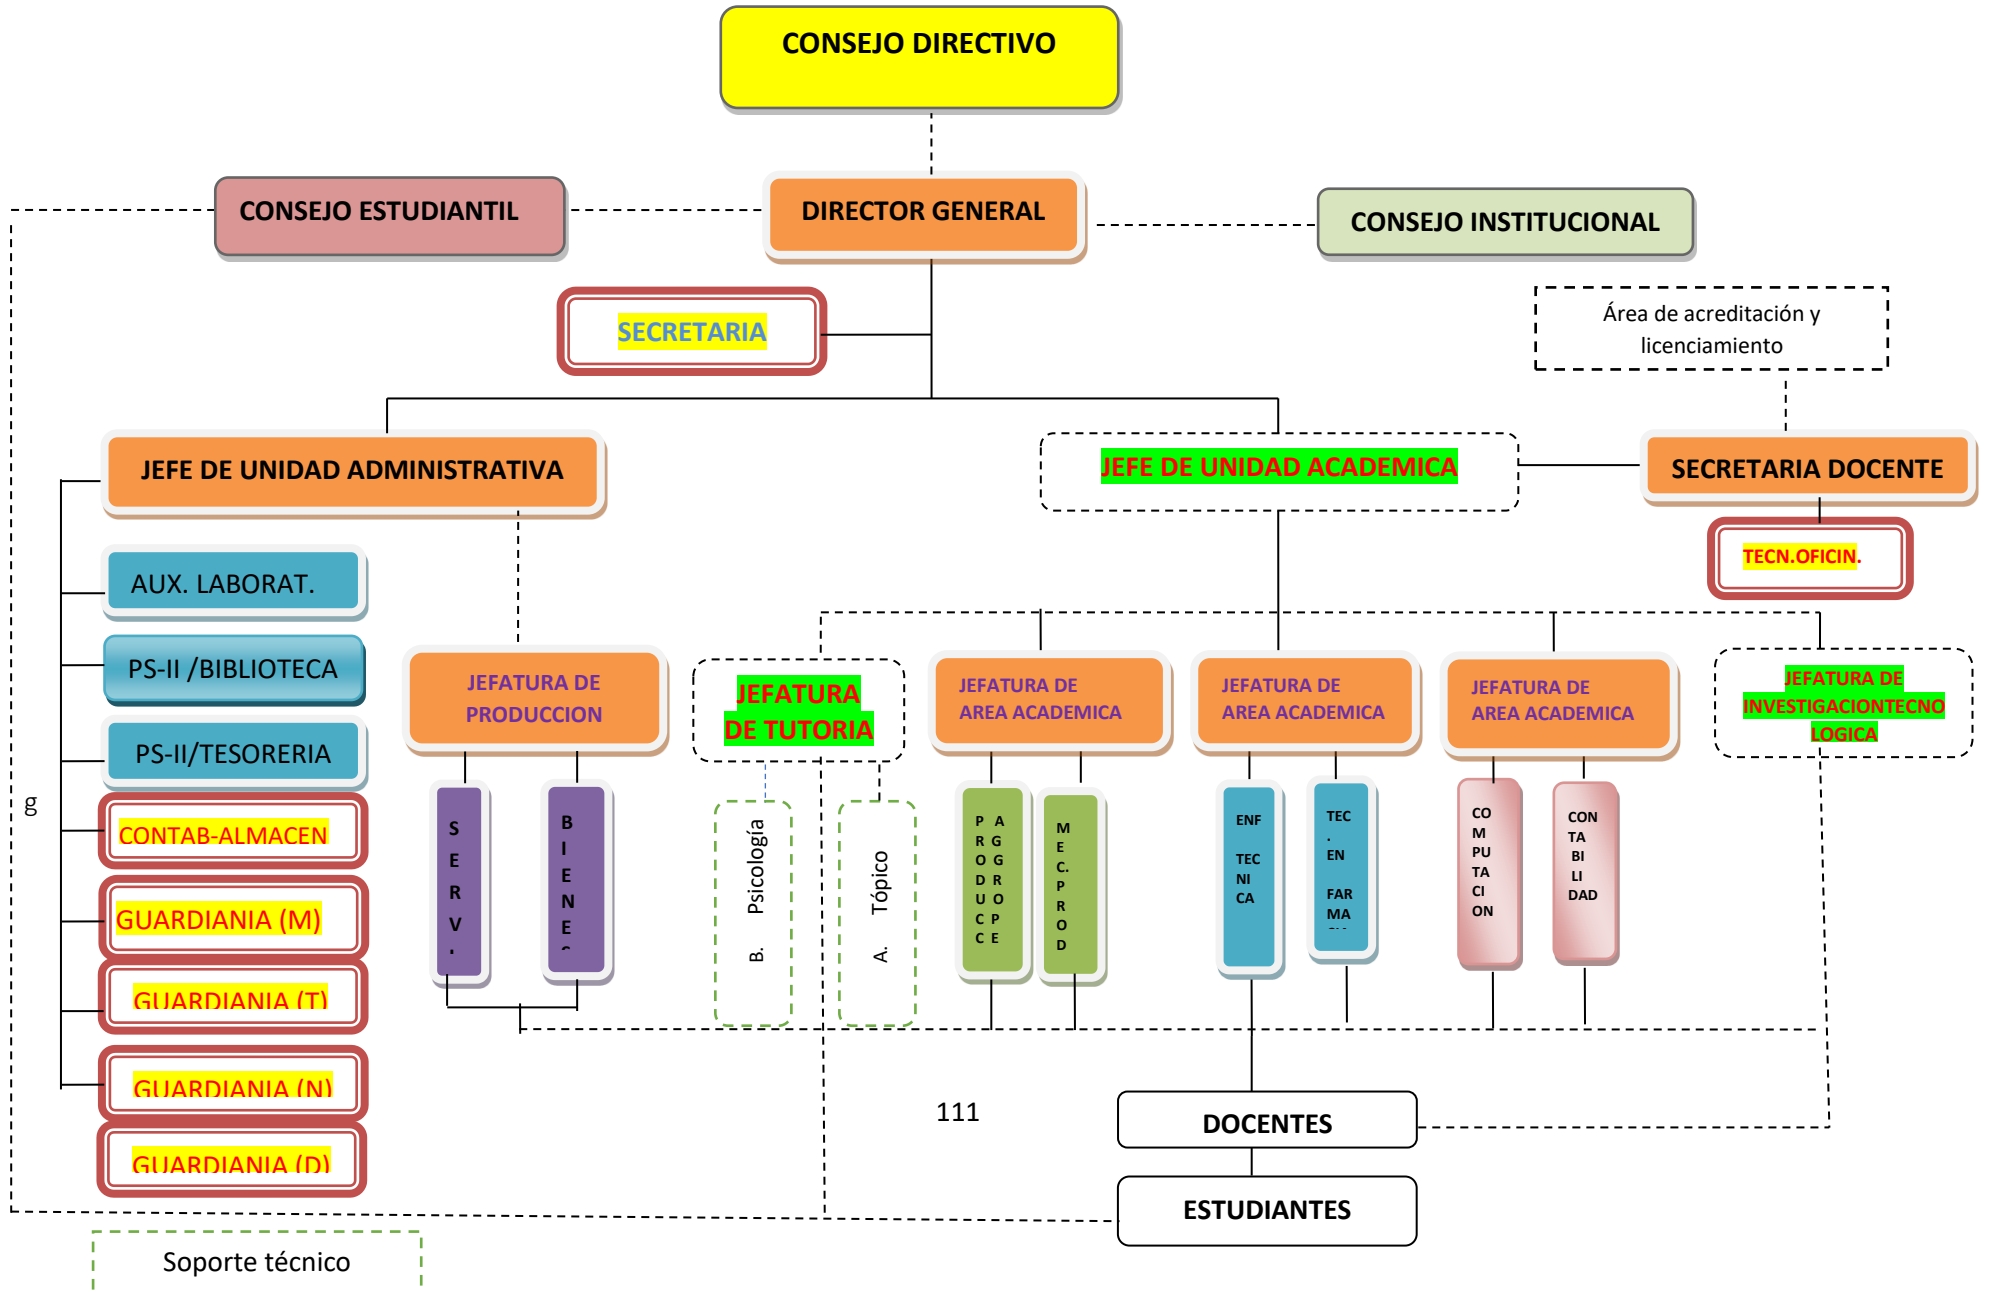 CONSEJO DIRECTIVO
CONSEJO ESTUDIANTIL
DIRECTOR GENERAL
CONSEJO INSTITUCIONAL
SECRETARIA
Área de acreditación y
licenciamiento
JEFE DE UNIDAD ADMINISTRATIVA
JEFE DE UNIDAD ACADEMICA
SECRETARIA DOCENTE
TECN.OFICIN.
AUX. LABORAT.
PS-II /BIBLIOTECA
PS-II/TESORERIA
g
CONTAB-ALMACEN
GUARDIANIA (M)
GUARDIANIA (T)
GUARDIANIA (N)
GUARDIANIA (D)
JEFATURA DE
PRODUCCION
JEFATURA
DE TUTORIA
JEFATURA DE
AREA ACADEMICA
JEFATURA DE
AREA ACADEMICA
JEFATURA DE
AREA ACADEMICA
JEFATURA DE
INVESTIGACIONTECNO
LOGICA
S
E
R
V
B
I
E
N
E
S
B. Psicología
A. Tópico
P A
R G
O G
D R
U O
C P
C E
M
E
C.
P
R
O
D
ENF
TEC
NI
CA
TEC
.
EN
FAR
MA
CO
M
PU
TA
CI
ON
CON
TA
BI
LI
DAD
111
DOCENTES
ESTUDIANTES
Soporte técnico